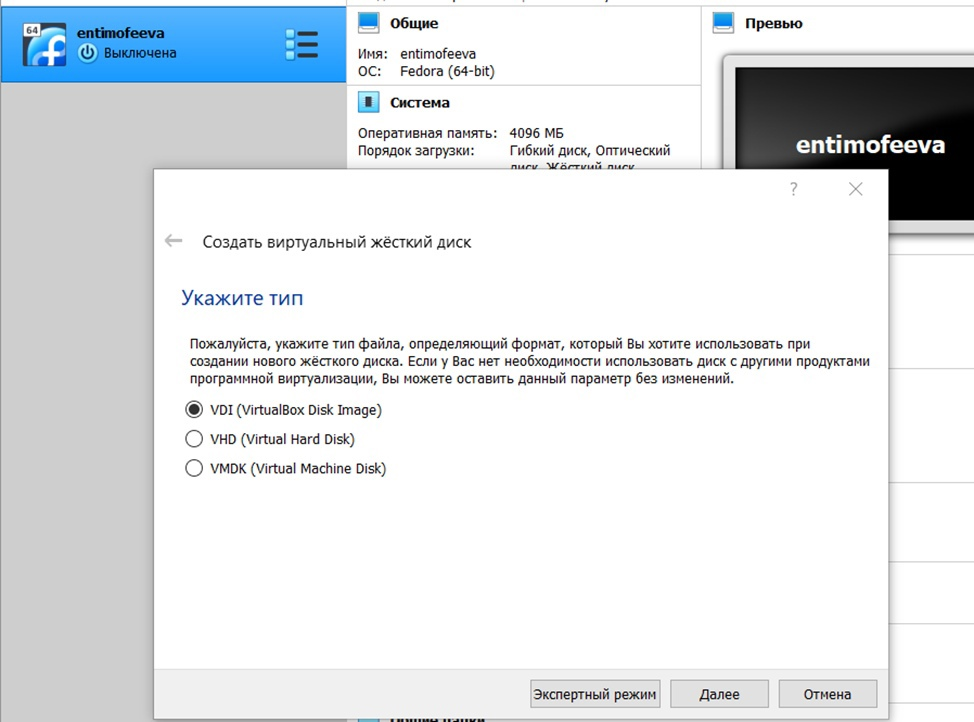 64
entimofeeva
Выключена
Общие
Имя: entimofeeva
ОС: Fedora (64-bit)
Система
Оперативная память: 4096 МБ
Порядок загрузки: Гибкий диск, Оптический
диск, Жёсткий диск
Превью
entimofeeva
?
Создать виртуальный жёсткий диск
Укажите тип
Пожалуйста, укажите тип файла, определяющий формат, который Вы хотите использовать при
создании нового жёсткого диска. Если у Вас нет необходимости использовать диск с другими продуктами
программной виртуализации, Вы можете оставить данный параметр без изменений.
VDI (VirtualBox Disk Image)
VHD (Virtual Hard Disk)
VMDK (Virtual Machine Disk)
Экспертный режим
Далее
Отмена
Общие папки